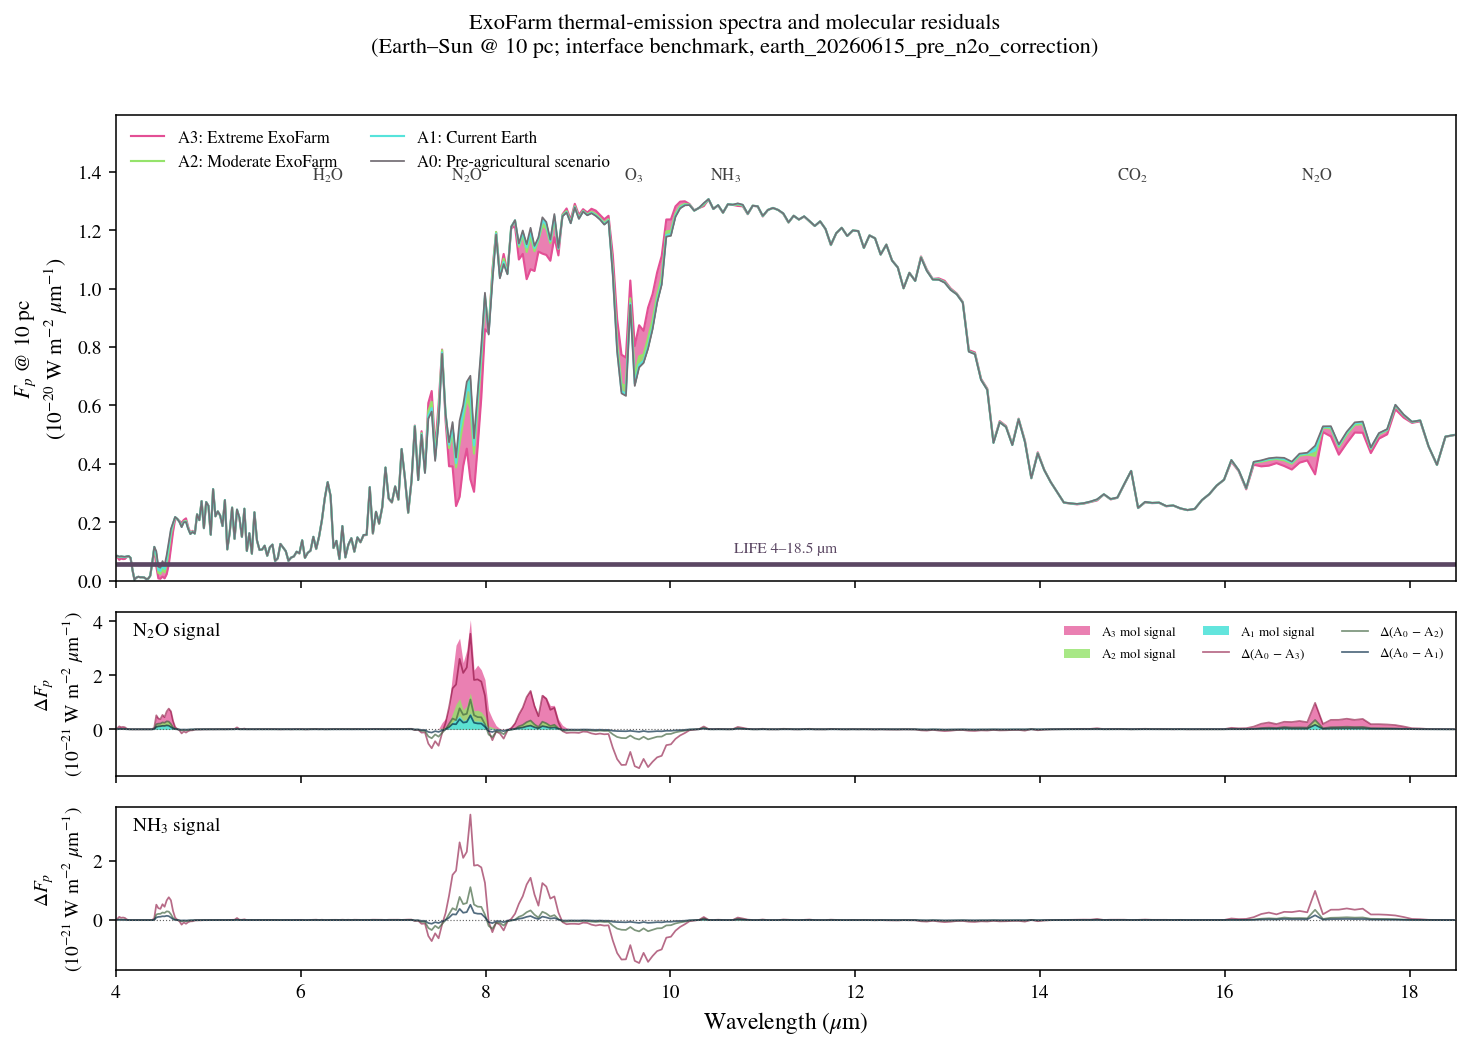 ExoFarm thermal-emission spectra and molecular residuals
(Earth–Sun @ 10 pc; interface benchmark, earth_20260615_pre_n2o_correction)
A3: Extreme ExoFarm
A2: Moderate ExoFarm
A1: Current Earth
A0: Pre-agricultural scenario
H₂O
N₂O
O₃
NH₃
CO₂
N₂O
1.4
1.2
1.0
0.8
0.6
0.4
0.2
0.0
Fₚ @ 10 pc
(10⁻²⁰ W m⁻² μm⁻¹)
LIFE 4–18.5 μm
N₂O signal
A₃ mol signal
A₂ mol signal
A₁ mol signal
Δ(A₀ − A₃)
Δ(A₀ − A₂)
Δ(A₀ − A₁)
4
2
0
ΔFₚ
(10⁻²¹ W m⁻² μm⁻¹)
NH₃ signal
2
0
ΔFₚ
(10⁻²¹ W m⁻² μm⁻¹)
4 6 8 10 12 14 16 18
Wavelength (μm)